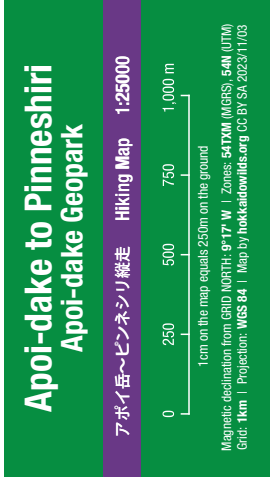 Apoi-dake to Pinneshiri
Apoi-dake Geopark
アポイ岳～ピンネシリ縦走 Hiking Map 1:25000
0 250 500 750 1,000 m
1cm on the map equals 250m on the ground
Magnetic declination from GRID NORTH: 9°17' W | Zones: 54TXM (MGRS), 54N (UTM)
Grid: 1km | Projection: WGS 84 | Map by hokkaidowilds.org CC BY SA 2023/11/03